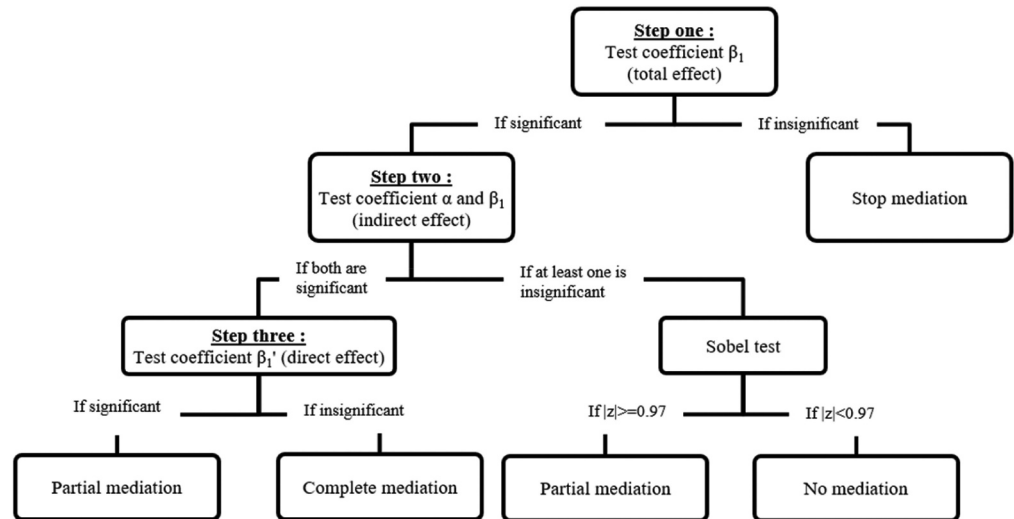 Step one :
Test coefficient β₁
(total effect)
If significant
If insignificant
Step two :
Test coefficient α and β₁
(indirect effect)
Stop mediation
If both are
significant
If at least one is
insignificant
Step three :
Test coefficient β₁' (direct effect)
Sobel test
If significant
If insignificant
If |z|>=0.97
If |z|<0.97
Partial mediation
Complete mediation
Partial mediation
No mediation